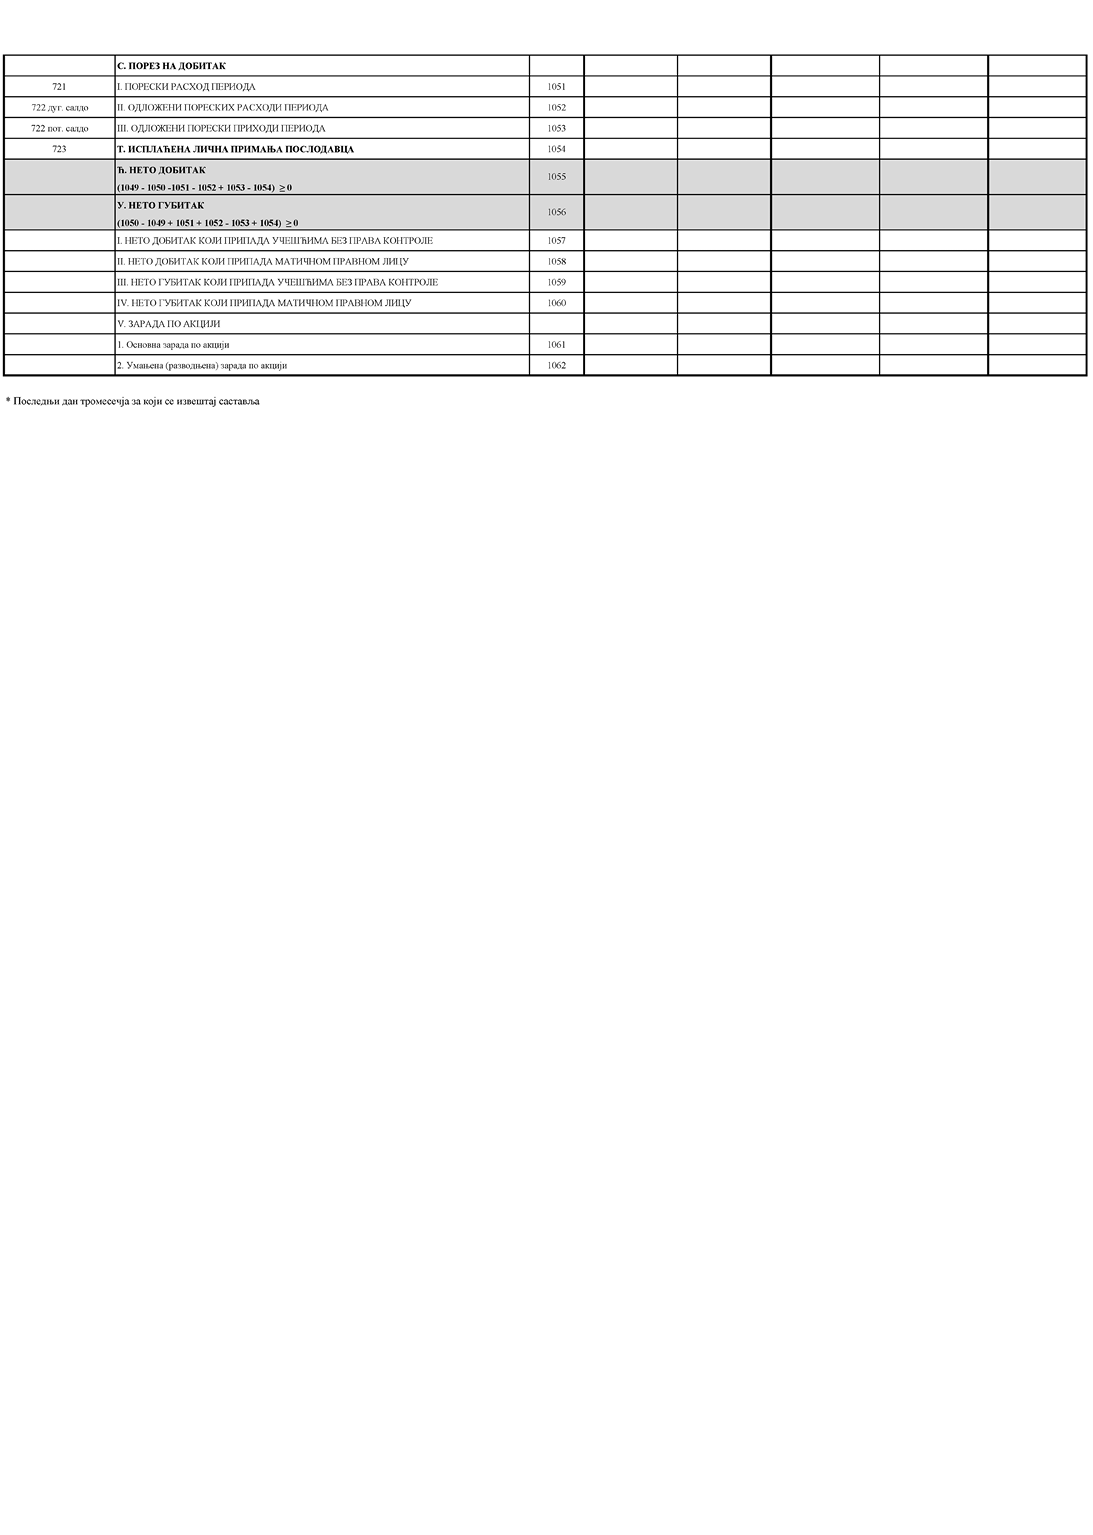 С. ПОРЕЗ НА ДОБИТАК
721 I. ПОРЕСКИ РАСХОД ПЕРИОДА 1051
722 дуг. салдо II. ОДЛОЖЕНИ ПОРЕСКИХ РАСХОДИ ПЕРИОДА 1052
722 пот. салдо III. ОДЛОЖЕНИ ПОРЕСКИ ПРИХОДИ ПЕРИОДА 1053
723 Т. ИСПЛАЋЕНА ЛИЧНА ПРИМАЊА ПОСЛОДАВЦА 1054
Ћ. НЕТО ДОБИТАК 1055
(1049 - 1050 -1051 - 1052 + 1053 - 1054) ≥ 0
У. НЕТО ГУБИТАК 1056
(1050 - 1049 + 1051 + 1052 - 1053 + 1054) ≥ 0
I. НЕТО ДОБИТАК КОЈИ ПРИПАДА УЧЕШЋИМА БЕЗ ПРАВА КОНТРОЛЕ 1057
II. НЕТО ДОБИТАК КОЈИ ПРИПАДА МАТИЧНОМ ПРАВНОМ ЛИЦУ 1058
III. НЕТО ГУБИТАК КОЈИ ПРИПАДА УЧЕШЋИМА БЕЗ ПРАВА КОНТРОЛЕ 1059
IV. НЕТО ГУБИТАК КОЈИ ПРИПАДА МАТИЧНОМ ПРАВНОМ ЛИЦУ 1060
V. ЗАРАДА ПО АКЦИЈИ
1. Основна зарада по акцији 1061
2. Умањена (разводњена) зарада по акцији 1062
* Последњи дан тромесечја за који се извештај саставља